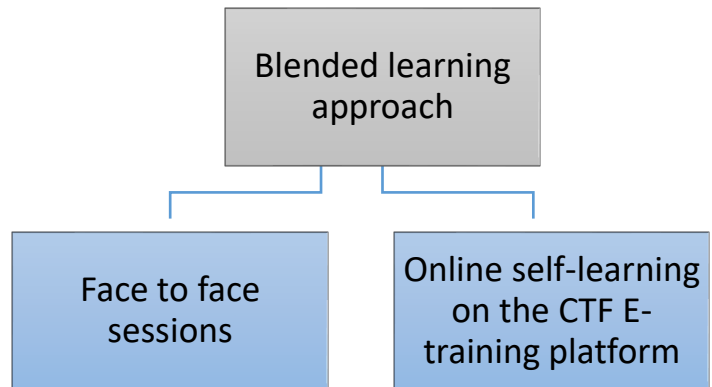 Blended learning
approach
Face to face
sessions
Online self-learning
on the CTF E-
training platform